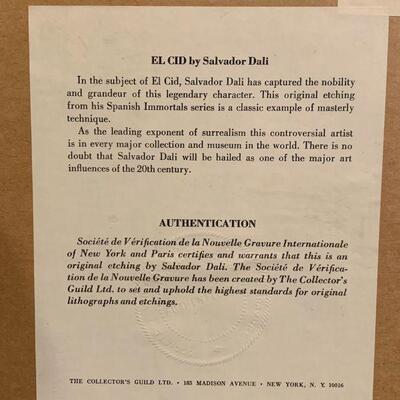 EL CID by Salvador Dali
In the subject of El Cid, Salvador Dali has captured the nobility
and grandeur of this legendary character. This original etching
from his Spanish Immortals series is a classic example of masterly
technique.
As the leading exponent of surrealism this controversial artist
is in every major collection and museum in the world. There is no
doubt that Salvador Dali will be hailed as one of the major art
influences of the 20th century.
AUTHENTICATION
Société de Vérification de la Nouvelle Gravure Internationale
of New York and Paris certifies and warrants that this is an
original etching by Salvador Dali. The Société de Vérifica-
tion de la Nouvelle Gravure has been created by The Collector's
Guild Ltd. to set and uphold the highest standards for original
lithographs and etchings.
THE COLLECTOR'S GUILD LTD. • 185 MADISON AVENUE • NEW YORK, N. Y. 10016